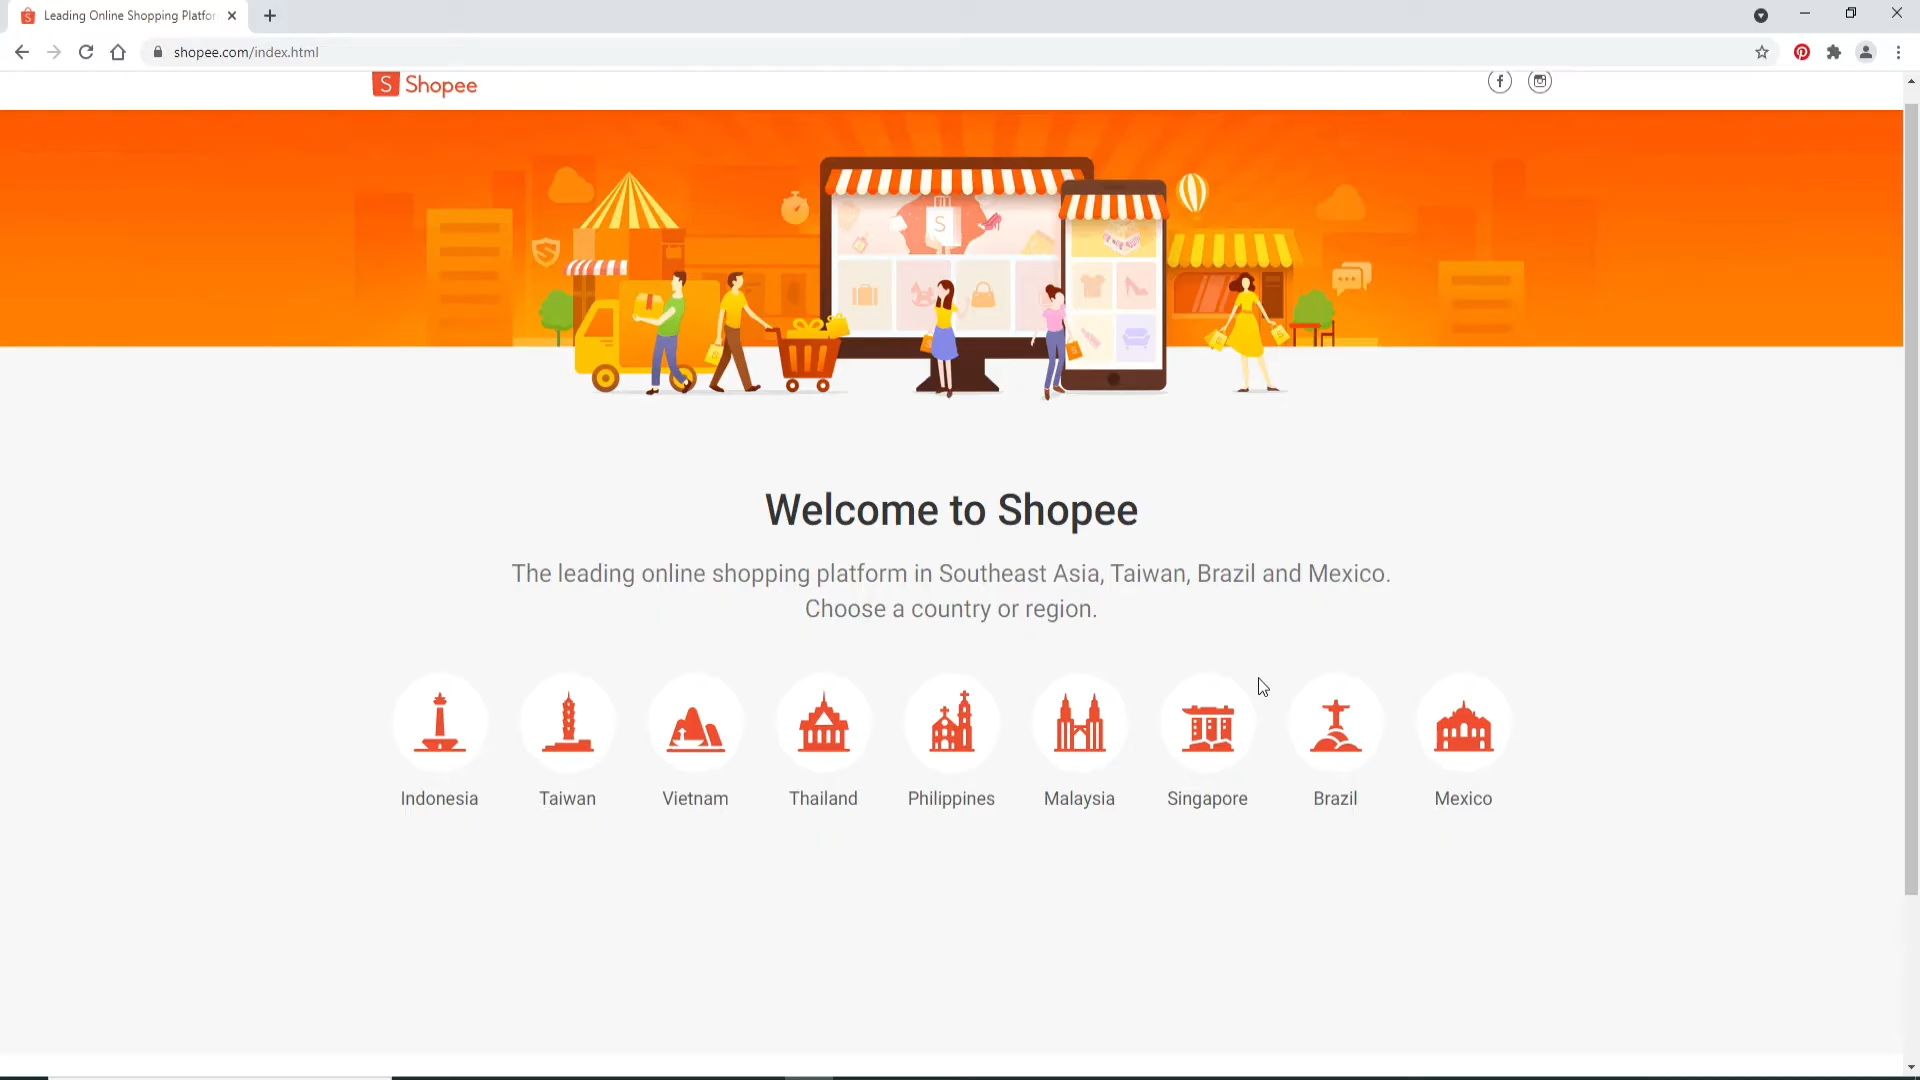 Leading Online Shopping Platfo
shopee.com/index.html
S Shopee
Welcome to Shopee
The leading online shopping platform in Southeast Asia, Taiwan, Brazil and Mexico.
Choose a country or region.
Indonesia
Taiwan
Vietnam
Thailand
Philippines
Malaysia
Singapore
Brazil
Mexico